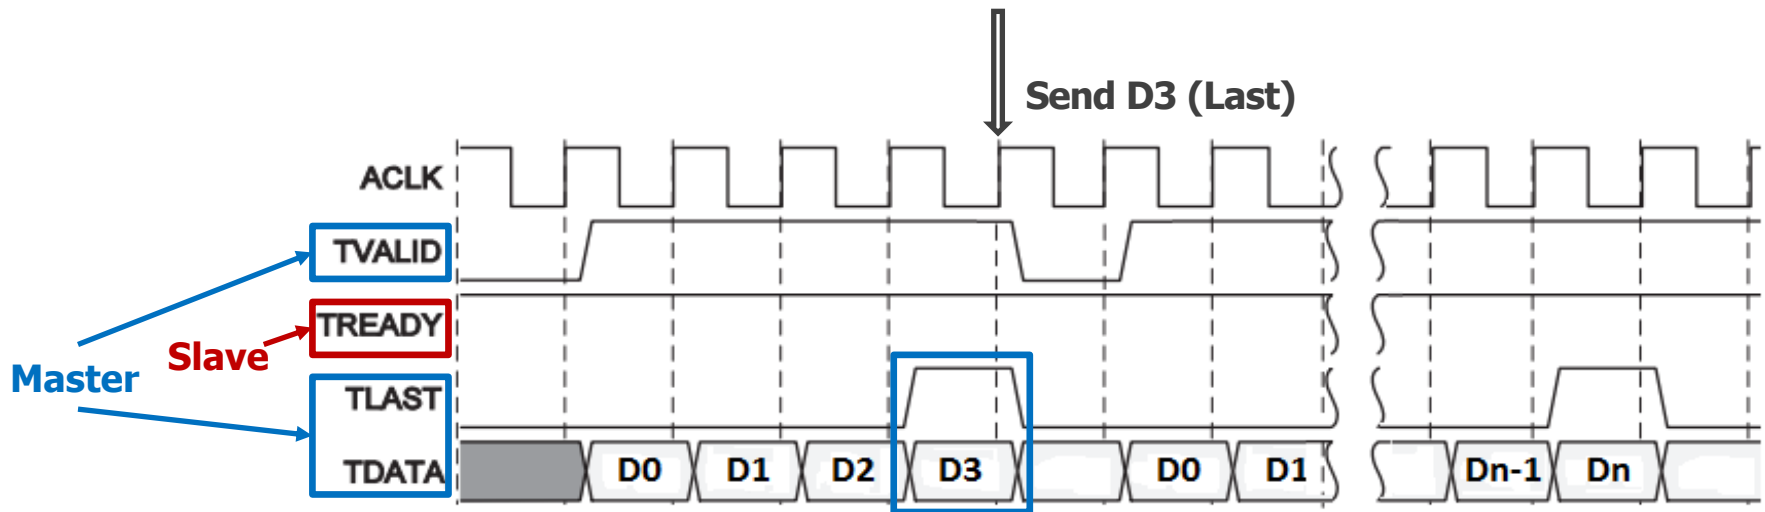 Send D3 (Last)
ACLK
TVALID
TREADY
Slave
Master
TLAST
TDATA D0 D1 D2 D3 D0 D1 Dn-1 Dn